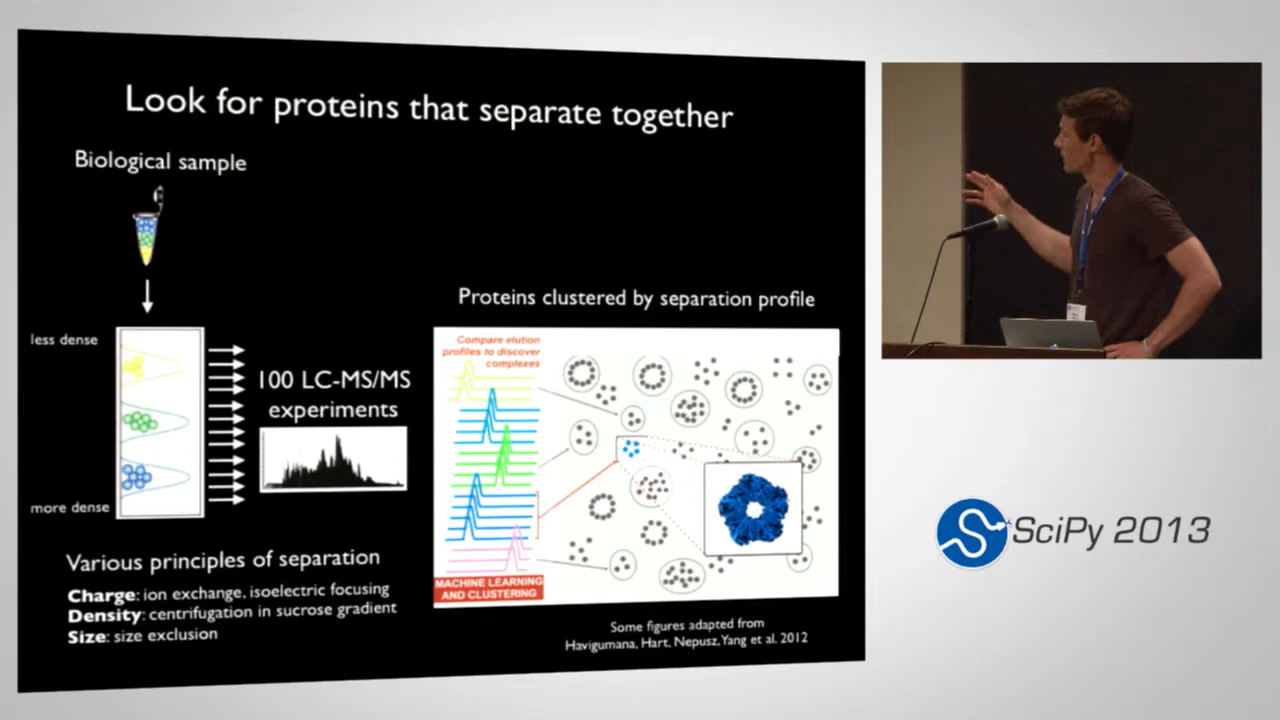 Look for proteins that separate together
Biological sample
less dense
more dense
100 LC-MS/MS
experiments
Various principles of separation
Charge: ion exchange, isoelectric focusing
Density: centrifugation in sucrose gradient
Size: size exclusion
Proteins clustered by separation profile
Compare elution
profiles to discover
complexes
MACHINE LEARNING
AND CLUSTERING
Some figures adapted from
Havigumana, Hart, Nepusz, Yang et al. 2012
SciPy 2013